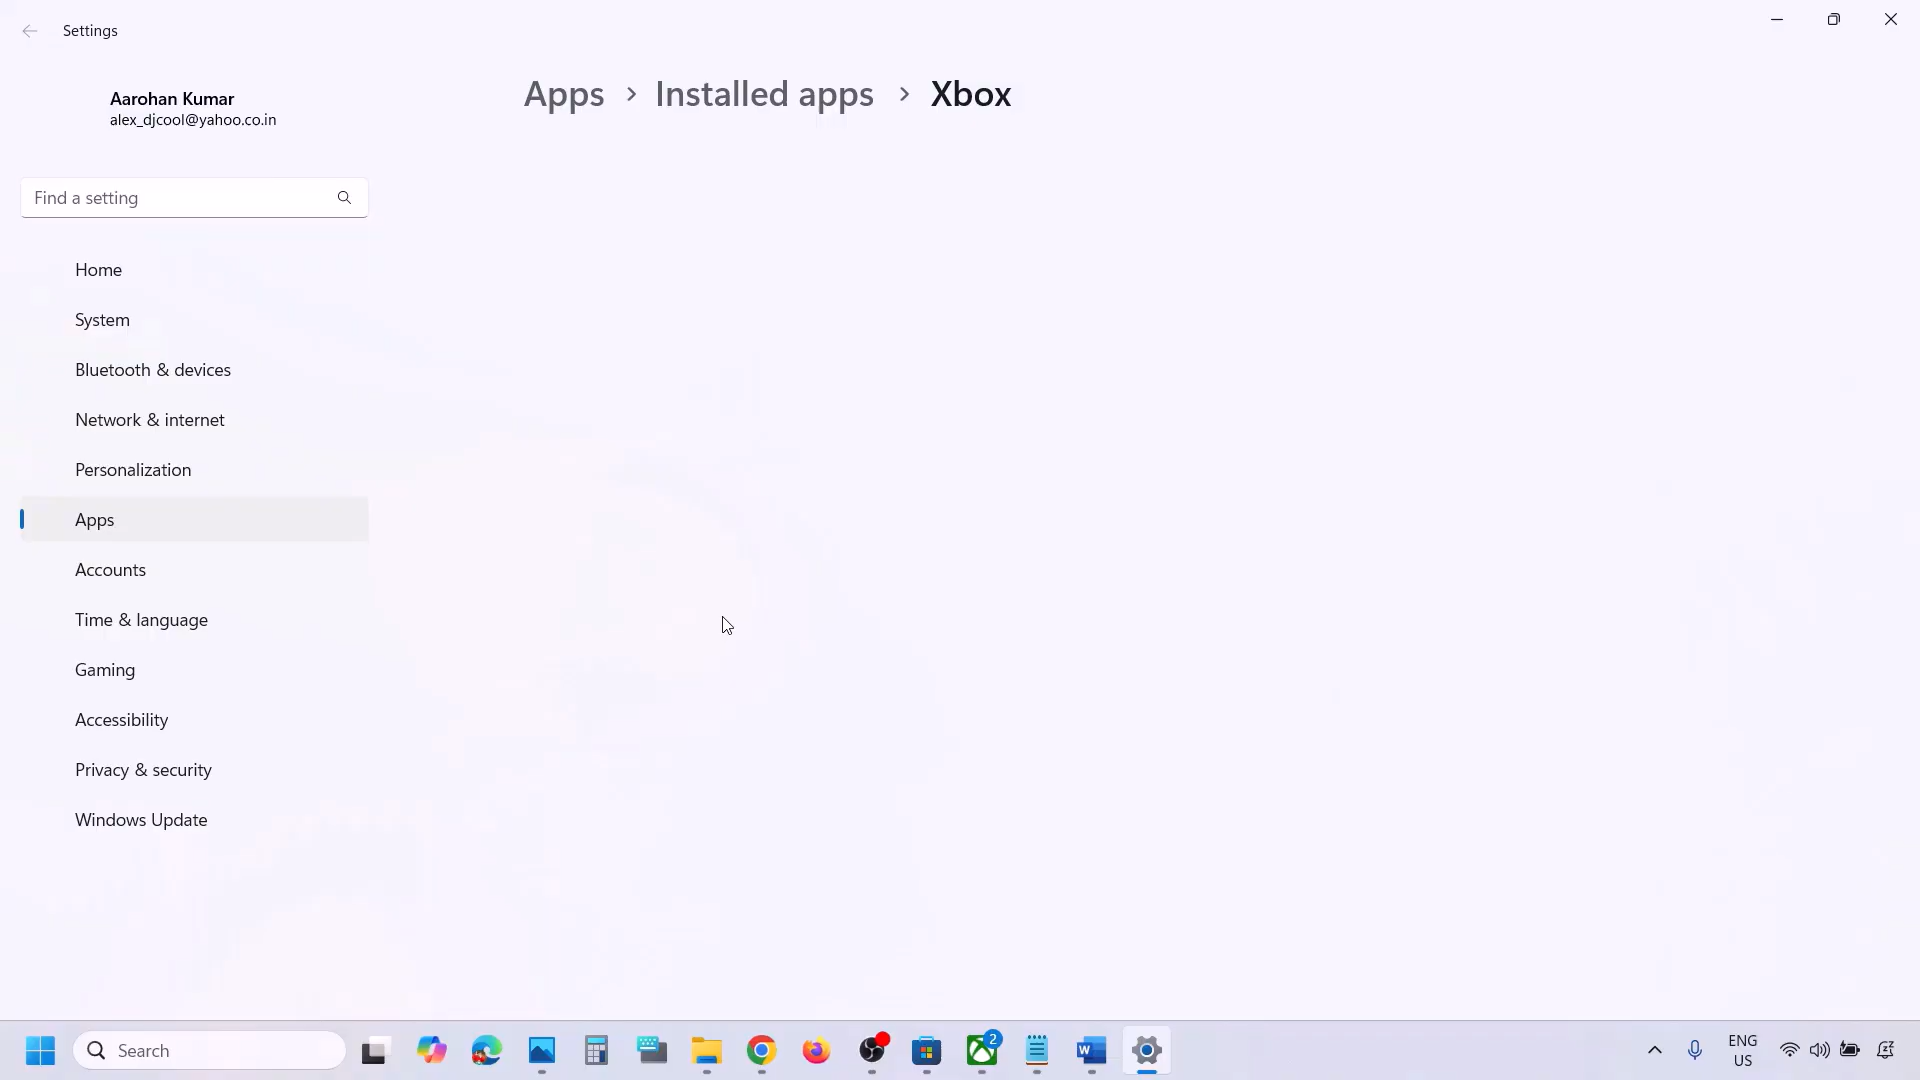 Settings
Aarohan Kumar
alex_djcool@yahoo.co.in
Apps > Installed apps > Xbox
Find a setting
Home
System
Bluetooth & devices
Network & internet
Personalization
Apps
Accounts
Time & language
Gaming
Accessibility
Privacy & security
Windows Update
Search
2
W
ENG
US